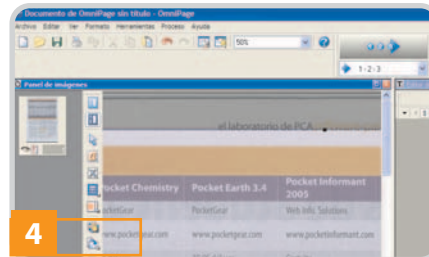 Documento de OmniPage sin título - OmniPage
Archivo Editar Ver Formato Herramientas Proceso Ayuda
50%
1-2-3
Panel de imágenes
T
el laboratorio de PCA
Pocket Chemistry Pocket Earth 3.4 Pocket Informant 2005
PocketGear PocketGear Web Info Solutions
www.pocketgear.com www.pocketgear.com www.pocketinformant.com
4